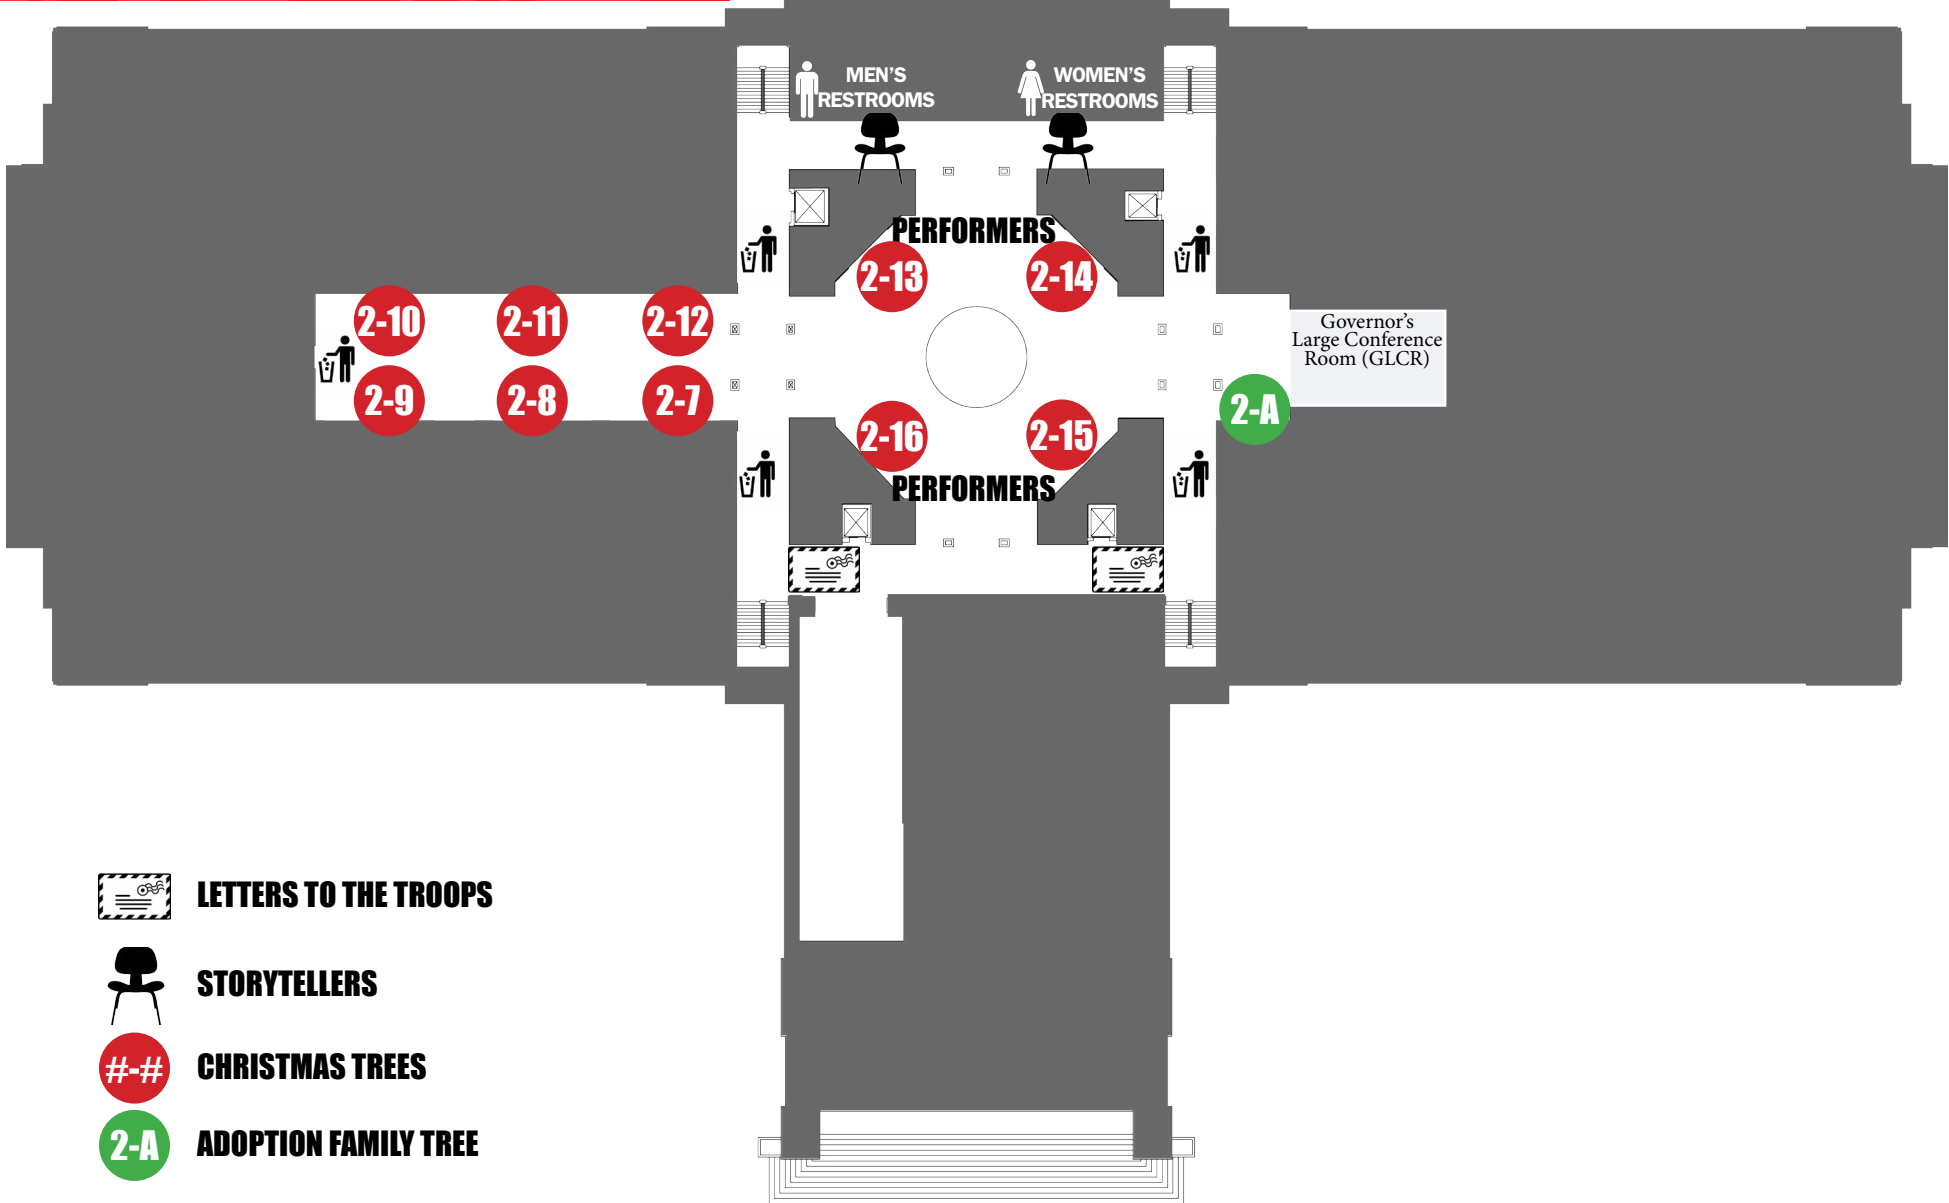 MEN'S
RESTROOMS
WOMEN'S
RESTROOMS
PERFORMERS
2-13
2-14
2-10
2-11
2-12
Governor's
Large Conference
Room (GLCR)
2-9
2-8
2-7
2-A
2-16
2-15
PERFORMERS
LETTERS TO THE TROOPS
STORYTELLERS
#-# CHRISTMAS TREES
2-A ADOPTION FAMILY TREE